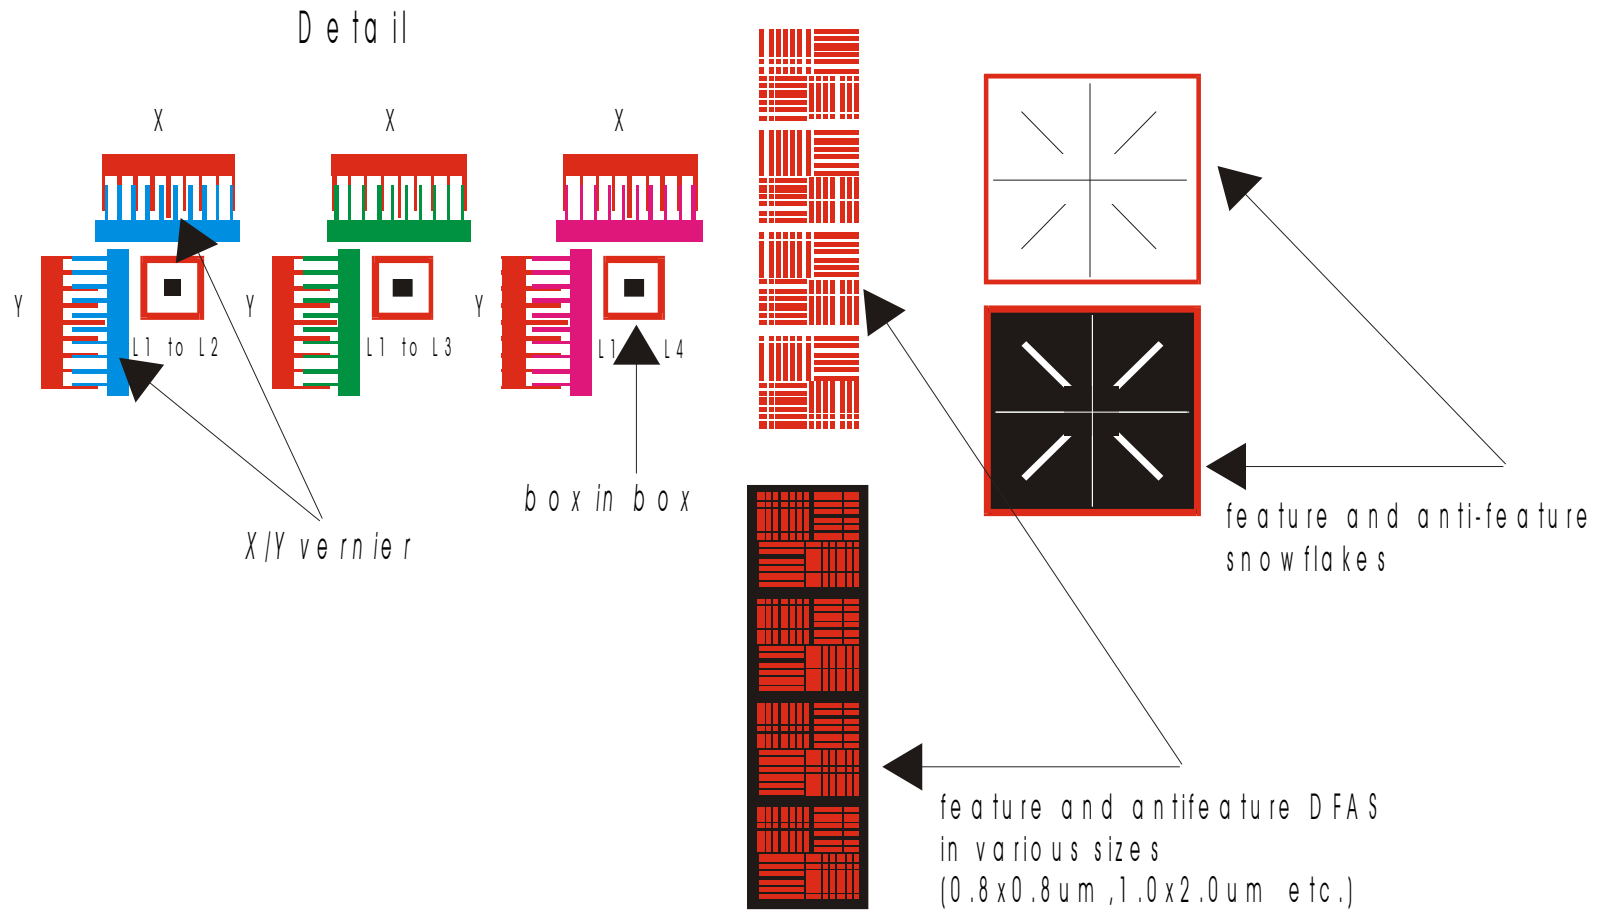 Detail
X X X
Y Y Y
L1 to L2 L1 to L3 L1 L4
box in box
X/Y vernier
feature and anti-feature
snowflakes
feature and antifeature DFAS
in various sizes
(0.8x0.8um,1.0x2.0um etc.)